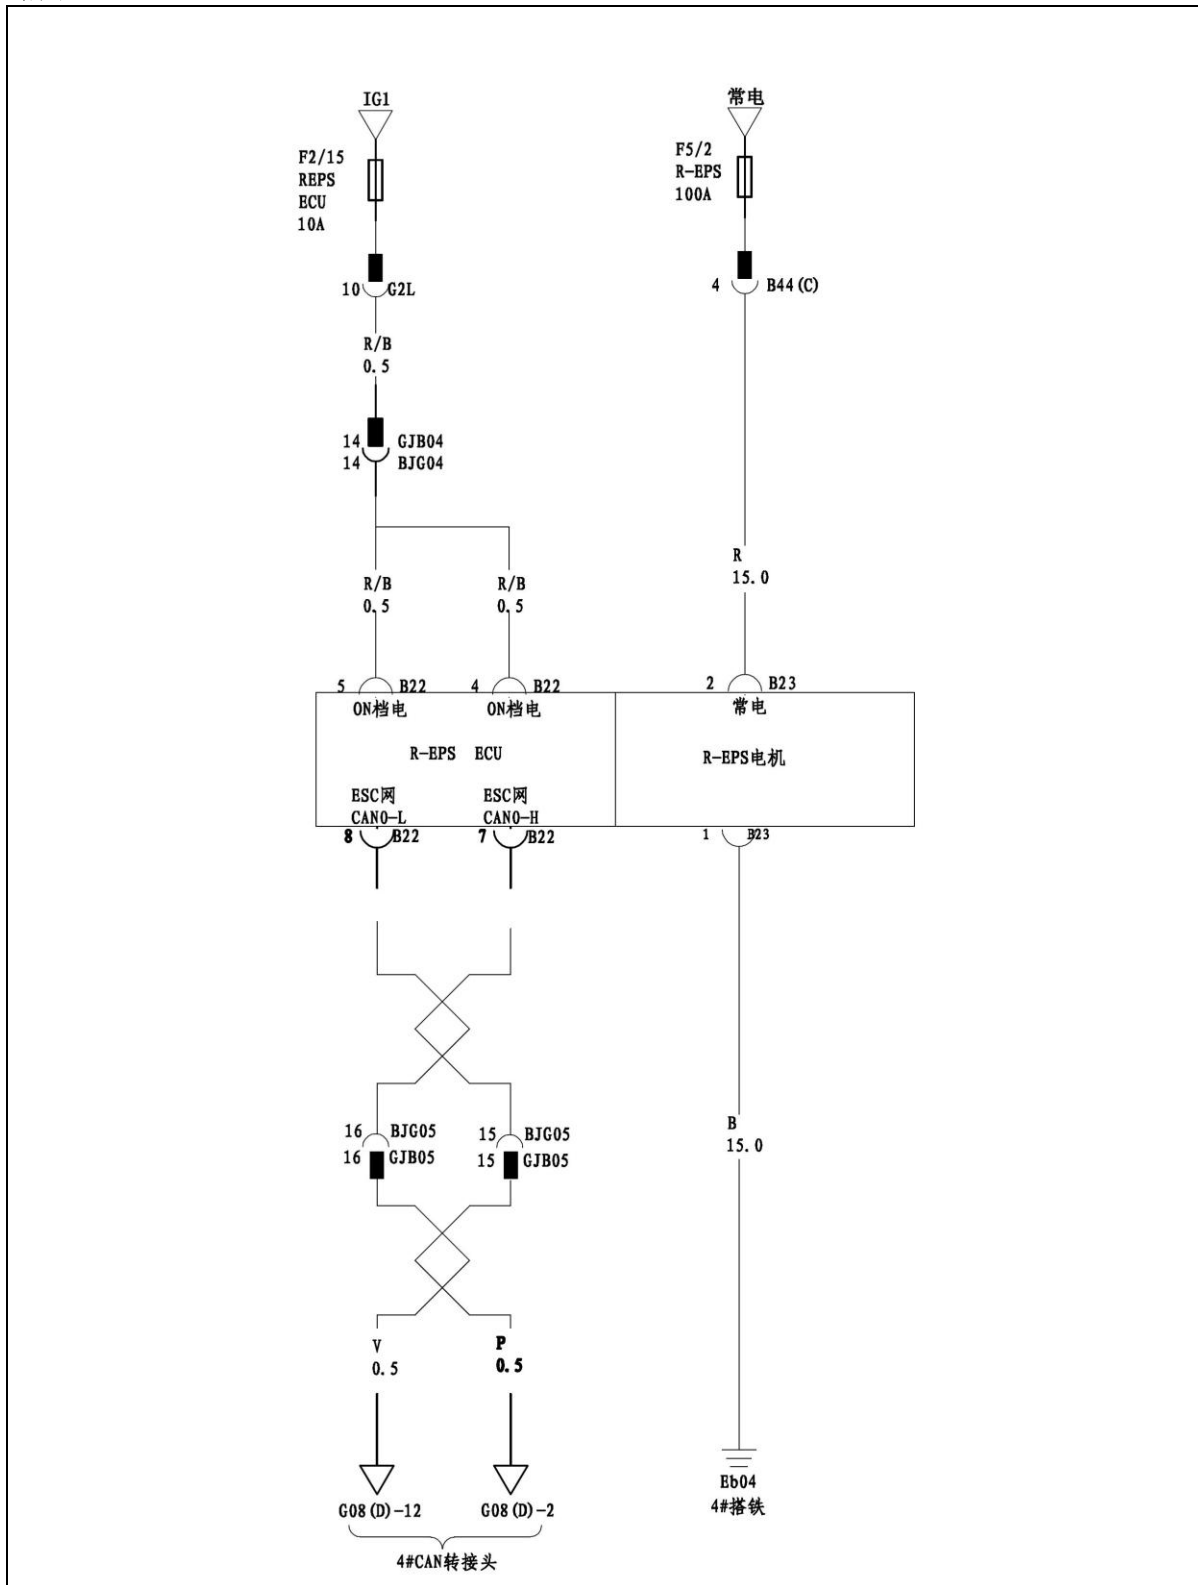 IG1
F2/15
REPS
ECU
10A
10 G2L
R/B
0.5
14 GJB04
14 BJG04
R/B
0.5
R/B
0.5
常电
F5/2
R-EPS
100A
4 B44(C)
R
15.0
5 B22
4 B22
2 B23
ON档电
ON档电
常电
R-EPS ECU
R-EPS电机
ESC网
CAN0-L
ESC网
CAN0-H
8 B22
7 B22
1 B23
16 BJG05
16 GJB05
15 BJG05
15 GJB05
B
15.0
V
0.5
P
0.5
G08(D)-12
G08(D)-2
4#CAN转接头
Eb04
4#搭铁